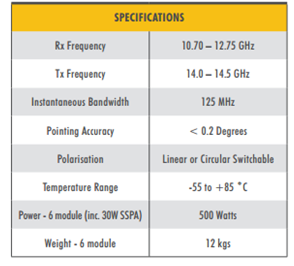 SPECIFICATIONS
Rx Frequency 10.70 – 12.75 GHz
Tx Frequency 14.0 – 14.5 GHz
Instantaneous Bandwidth 125 MHz
Pointing Accuracy < 0.2 Degrees
Polarisation Linear or Circular Switchable
Temperature Range -55 to +85 °C
Power - 6 module (inc. 30W SSPA) 500 Watts
Weight - 6 module 12 kgs